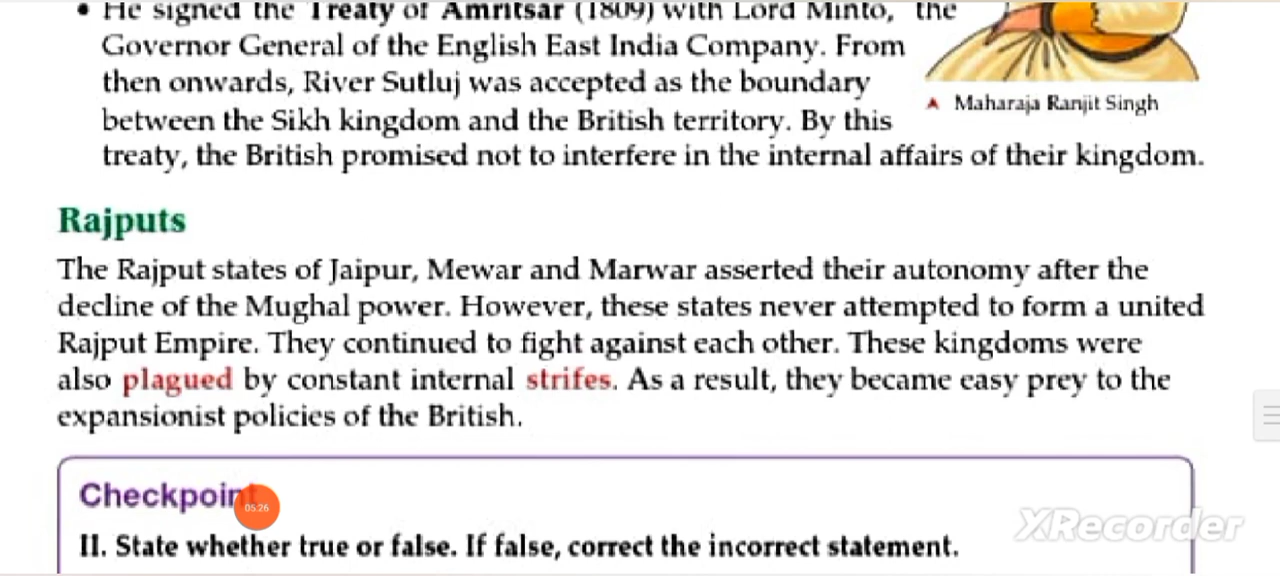 • He signed the Treaty of Amritsar (1809) with Lord Minto, the
Governor General of the English East India Company. From
then onwards, River Sutluj was accepted as the boundary
between the Sikh kingdom and the British territory. By this
treaty, the British promised not to interfere in the internal affairs of their kingdom.
▲ Maharaja Ranjit Singh
Rajputs
The Rajput states of Jaipur, Mewar and Marwar asserted their autonomy after the
decline of the Mughal power. However, these states never attempted to form a united
Rajput Empire. They continued to fight against each other. These kingdoms were
also plagued by constant internal strifes. As a result, they became easy prey to the
expansionist policies of the British.
Checkpoint
05:26
II. State whether true or false. If false, correct the incorrect statement.
XRecorder